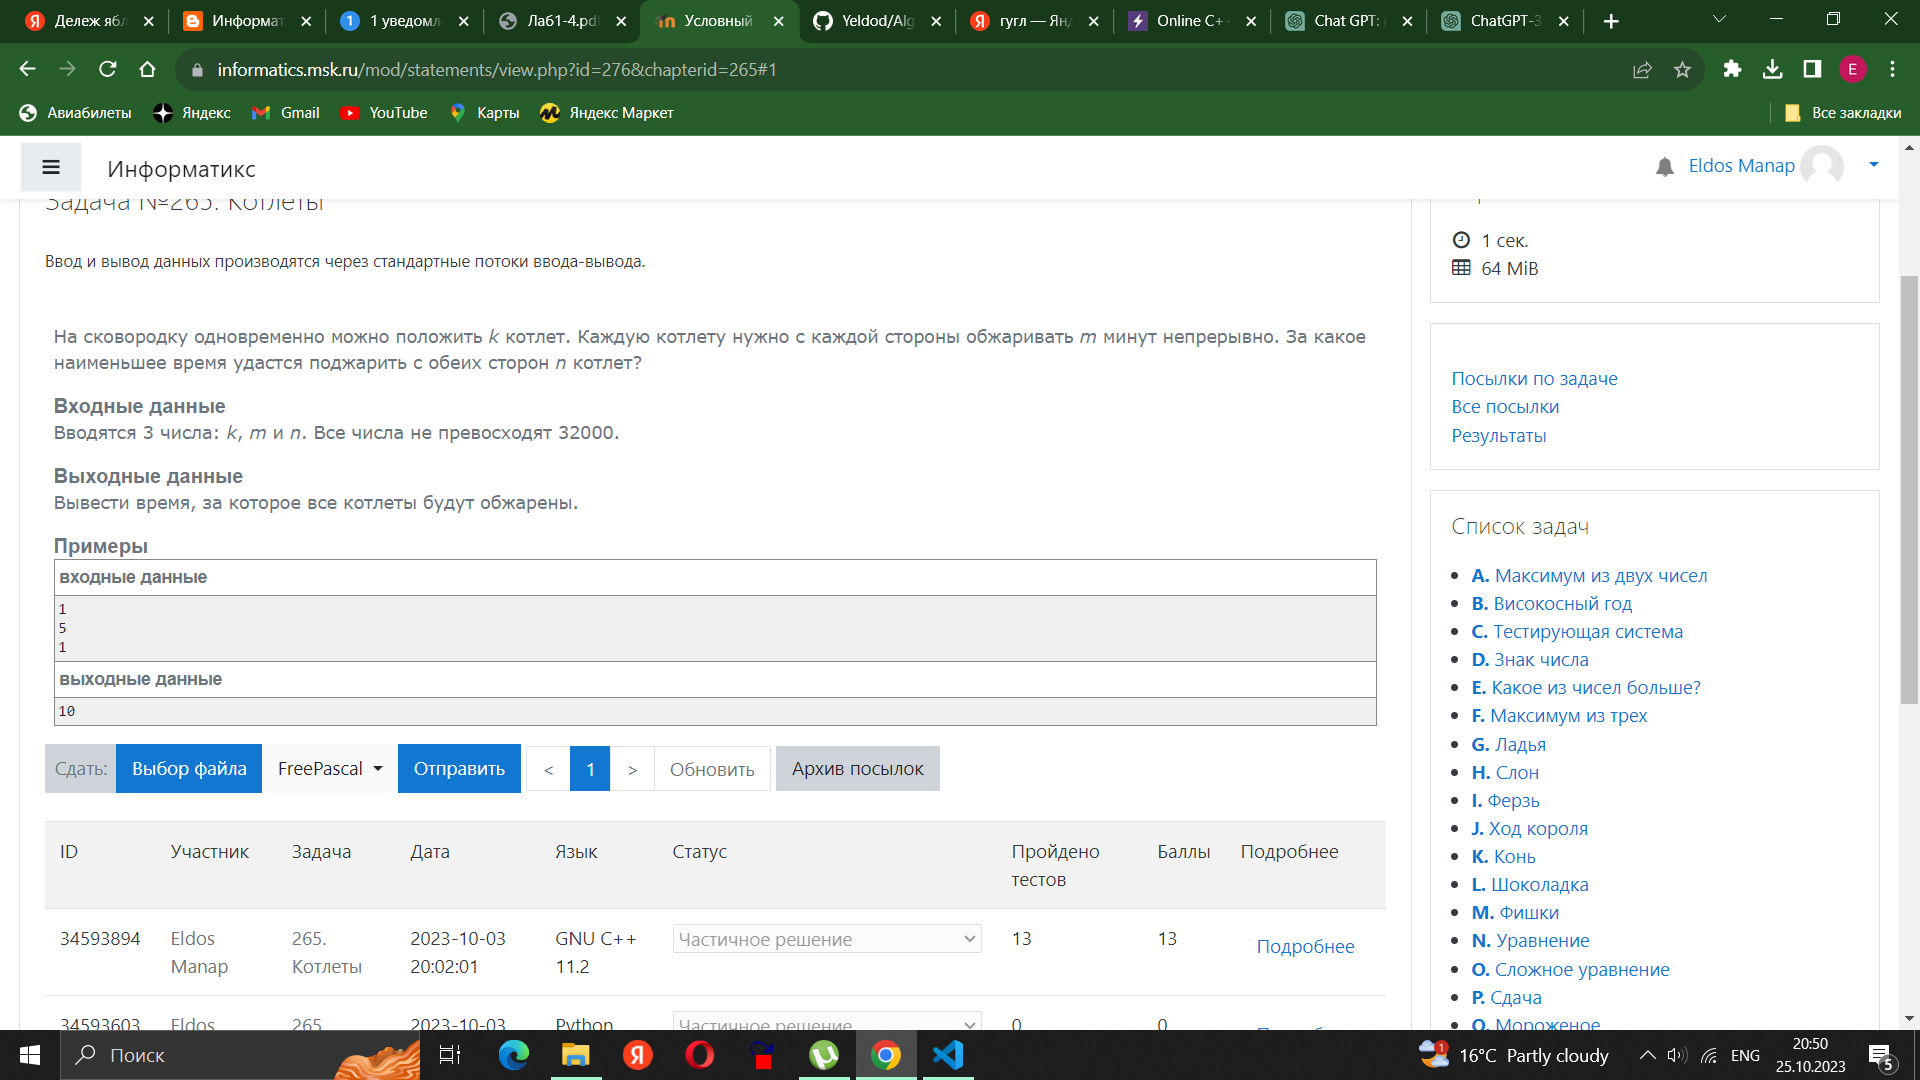 Дележ ябл
Информат
1 уведомл
Лаб1-4.pdf
Условный
Yeldod/Alg
гугл — Янд
Online C++
Chat GPT:
ChatGPT-3
informatics.msk.ru/mod/statements/view.php?id=276&chapterid=265#1
E
Авиабилеты
Яндекс
Gmail
YouTube
Карты
Яндекс Маркет
Все закладки
Информатикс
Eldos Manap
Задача №265. Котлеты
Ввод и вывод данных производятся через стандартные потоки ввода-вывода.
На сковородку одновременно можно положить k котлет. Каждую котлету нужно с каждой стороны обжаривать m минут непрерывно. За какое
наименьшее время удастся поджарить с обеих сторон n котлет?
Входные данные
Вводятся 3 числа: k, m и n. Все числа не превосходят 32000.
Выходные данные
Вывести время, за которое все котлеты будут обжарены.
Примеры
входные данные
1
5
1
выходные данные
10
Сдать: Выбор файла FreePascal Отправить < 1 > Обновить Архив посылок
ID Участник Задача Дата Язык Статус Пройдено тестов Баллы Подробнее
34593894 Eldos Manap 265. Котлеты 2023-10-03 20:02:01 GNU C++ 11.2 Частичное решение 13 13 Подробнее
34593603 Eldos 265. 2023-10-03 Python Частичное решение 0 0
1 сек.
64 MiB
Посылки по задаче
Все посылки
Результаты
Список задач
A. Максимум из двух чисел
B. Високосный год
C. Тестирующая система
D. Знак числа
E. Какое из чисел больше?
F. Максимум из трех
G. Ладья
H. Слон
I. Ферзь
J. Ход короля
K. Конь
L. Шоколадка
M. Фишки
N. Уравнение
O. Сложное уравнение
P. Сдача
Q. Мороженое
Поиск
1
16°C Partly cloudy
ENG
20:50
25.10.2023
5